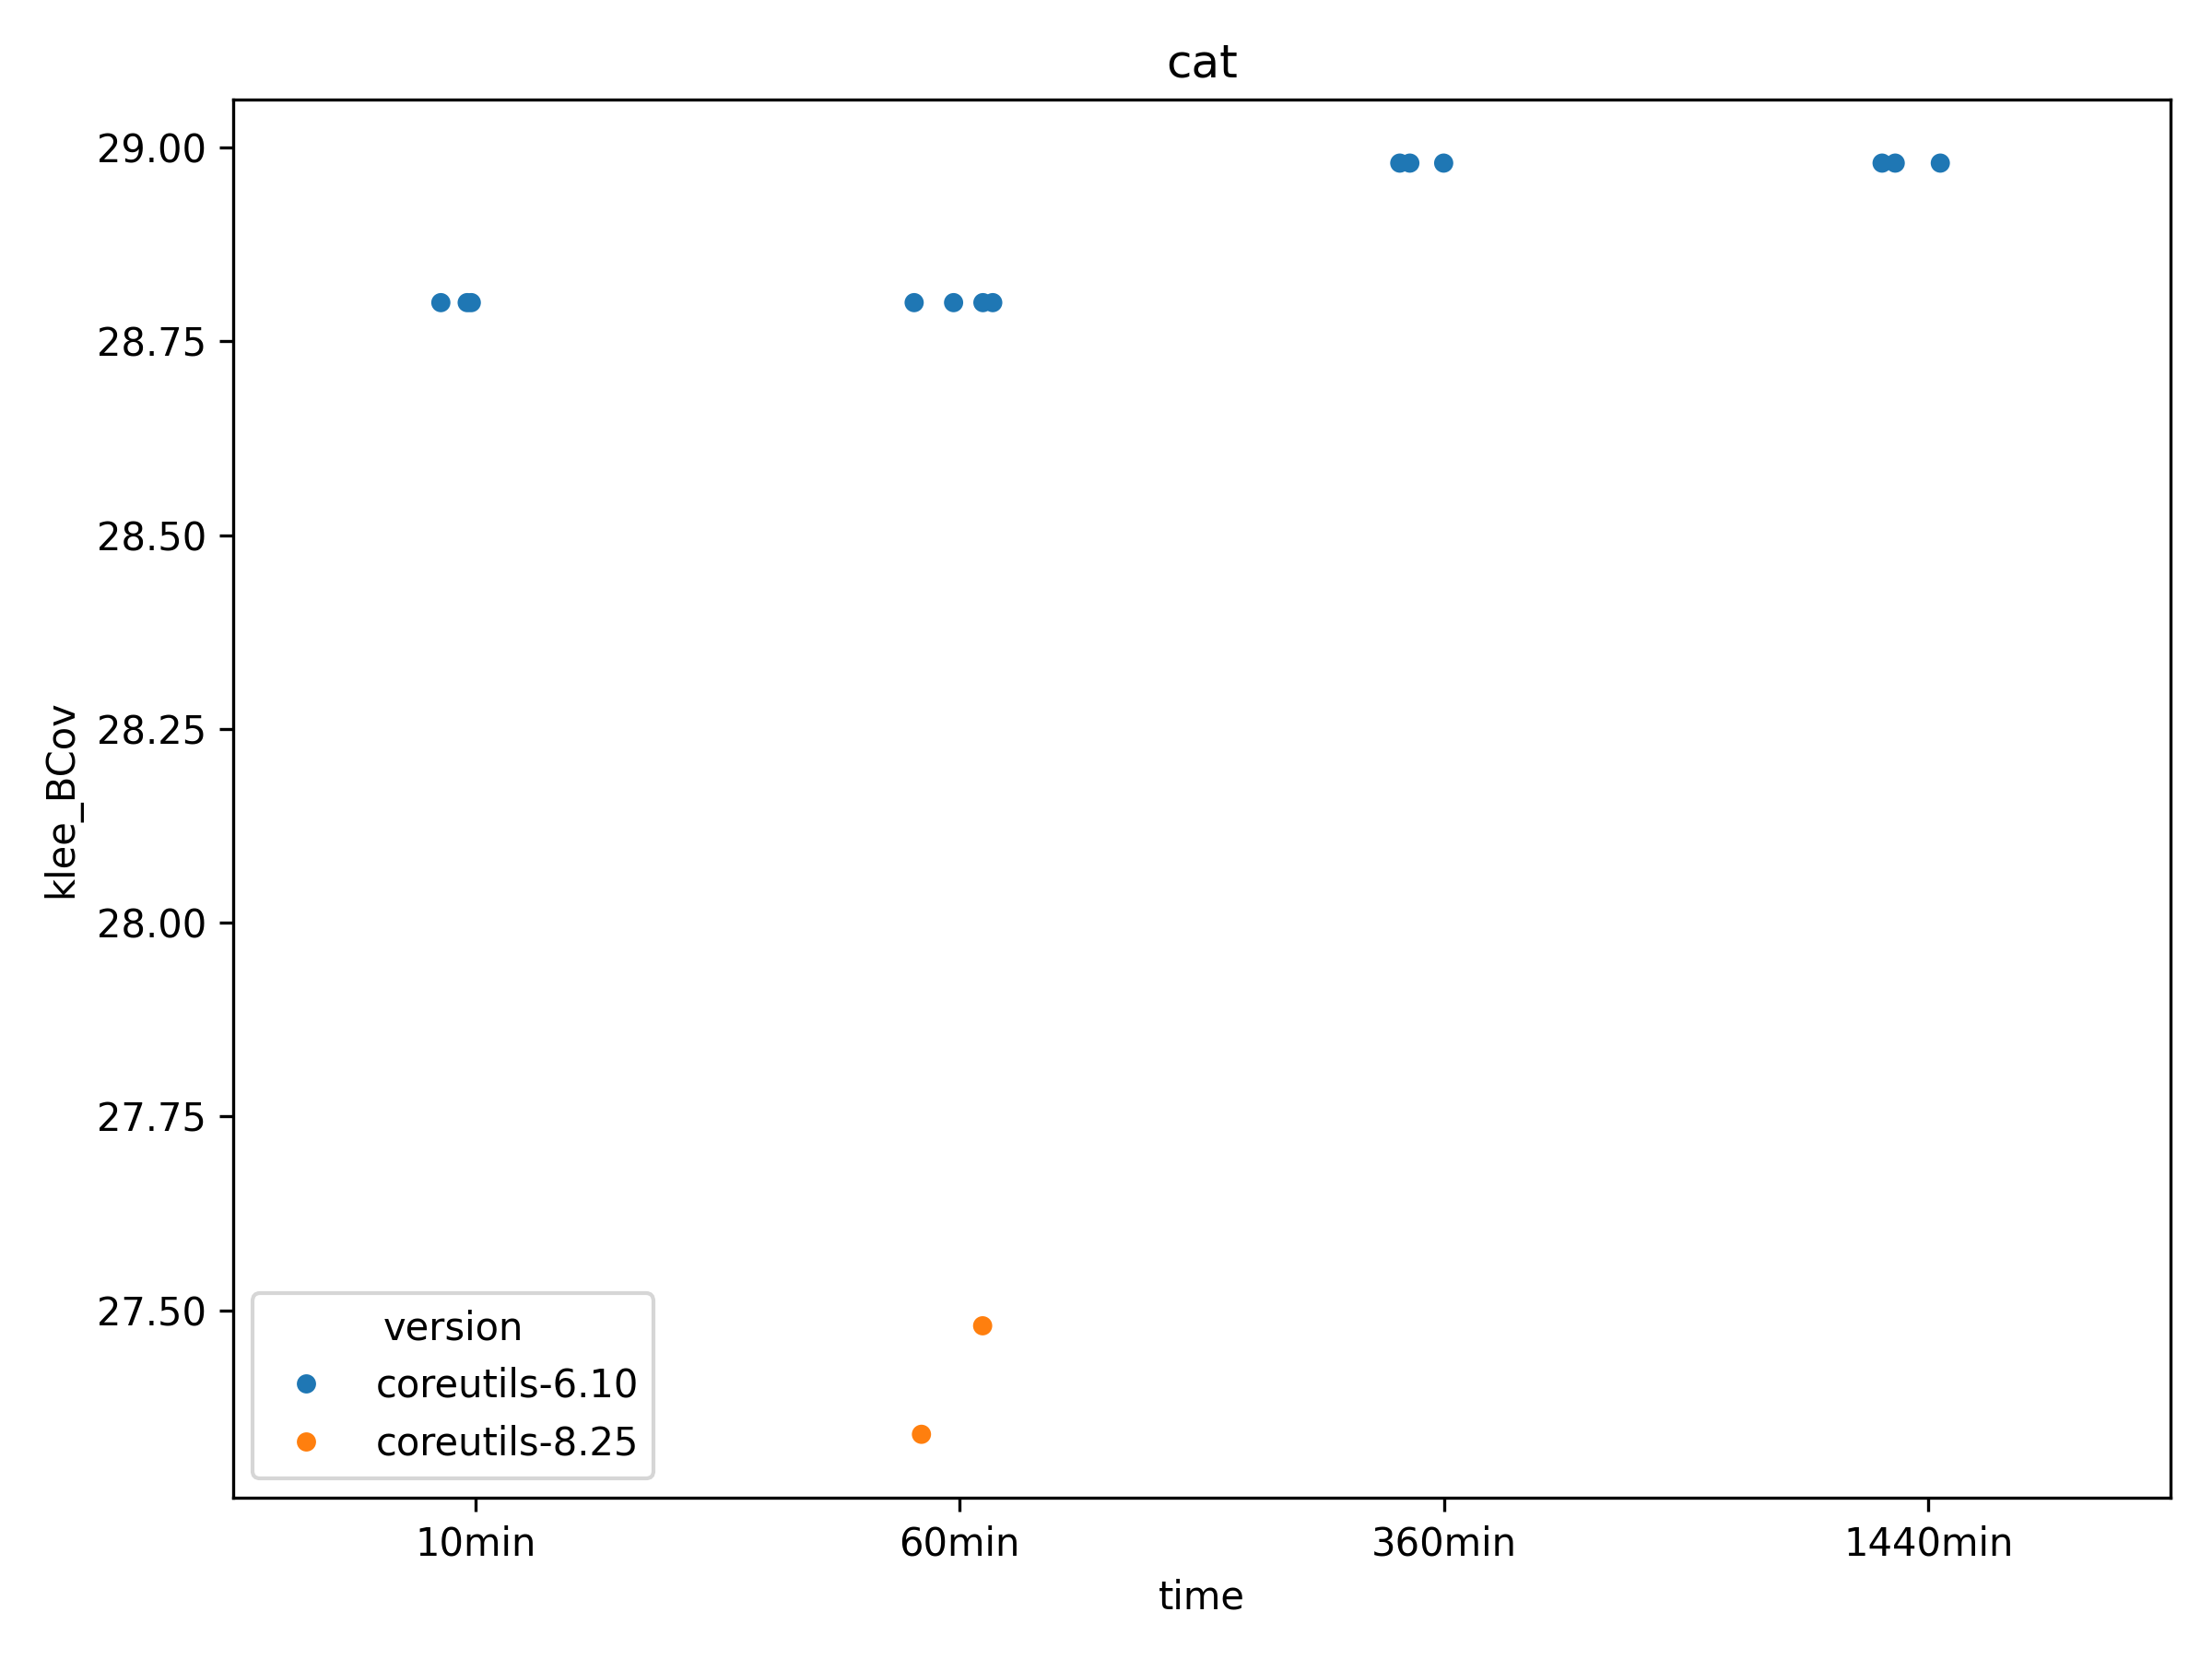 cat
29.00
28.75
28.50
28.25
28.00
27.75
27.50
klee_BCov
version
coreutils-6.10
coreutils-8.25
10min
60min
360min
1440min
time